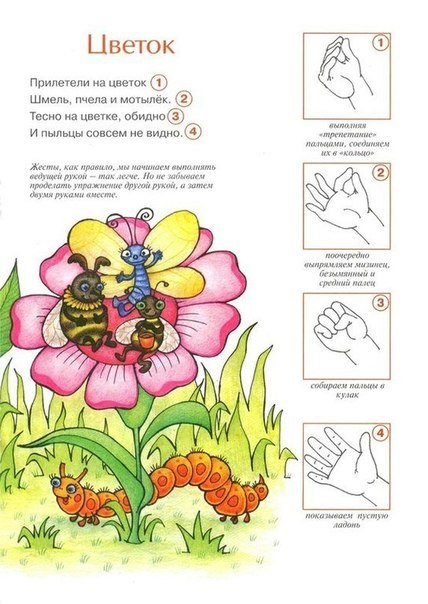 Цветок
Прилетели на цветок 1
Шмель, пчела и мотылёк. 2
Тесно на цветке, обидно 3
И пыльцы совсем не видно. 4
Жесты, как правило, мы начинаем выполнять
ведущей рукой -- так легче. Но не забываем
проделать упражнение другой рукой, а затем
двумя руками вместе.
1
выполняя
«трепетание»
пальцами, соединяем
их в «кольцо»
2
поочередно
выпрямляем мизинец,
безымянный и
средний палец
3
собираем пальцы в
кулак
4
показываем пустую
ладонь